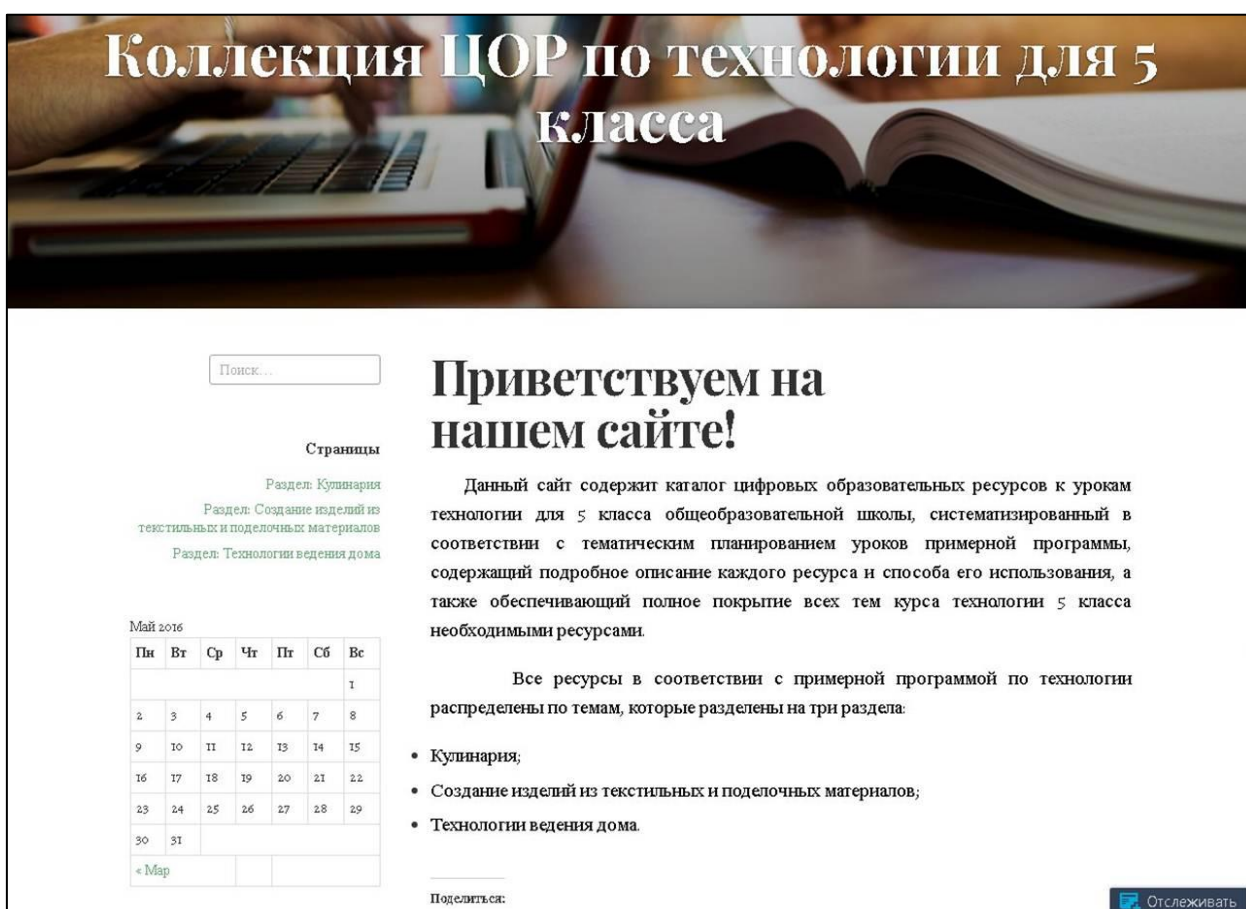 Коллекция ЦОР по технологии для 5
класса
Поиск...
Страницы
Раздел: Кулинария
Раздел: Создание изделий из
текстильных и поделочных материалов
Раздел: Технологии ведения дома
Май 2016
Пн Вт Ср Чт Пт Сб Вс
1
2 3 4 5 6 7 8
9 10 11 12 13 14 15
16 17 18 19 20 21 22
23 24 25 26 27 28 29
30 31
« Мар
Приветствуем на
нашем сайте!
Данный сайт содержит каталог цифровых образовательных ресурсов к урокам
технологии для 5 класса общеобразовательной школы, систематизированный в
соответствии с тематическим планированием уроков примерной программы,
содержащий подробное описание каждого ресурса и способа его использования, а
также обеспечивающий полное покрытие всех тем курса технологии 5 класса
необходимыми ресурсами.
Все ресурсы в соответствии с примерной программой по технологии
распределены по темам, которые разделены на три раздела:
• Кулинария;
• Создание изделий из текстильных и поделочных материалов;
• Технологии ведения дома.
Поделиться:
Отслеживать